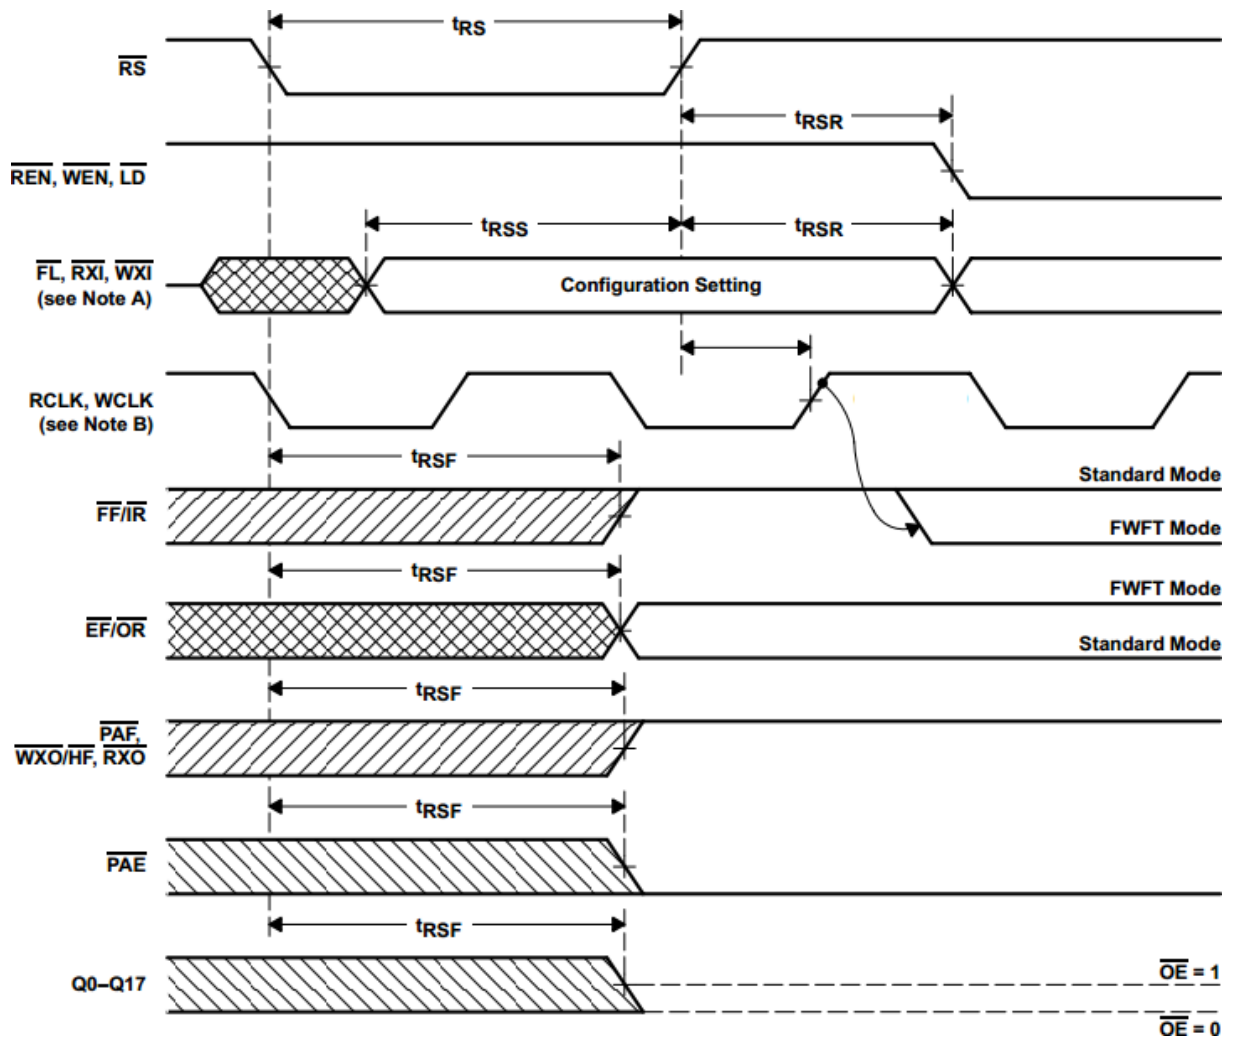 tRS
RS
tRSR
REN, WEN, LD
tRSS
tRSR
FL, RXI, WXI
(see Note A)
Configuration Setting
RCLK, WCLK
(see Note B)
tRSF
Standard Mode
FF/IR
FWFT Mode
tRSF
FWFT Mode
EF/OR
Standard Mode
tRSF
PAF,
WXO/HF, RXO
tRSF
PAE
tRSF
Q0–Q17
OE = 1
OE = 0